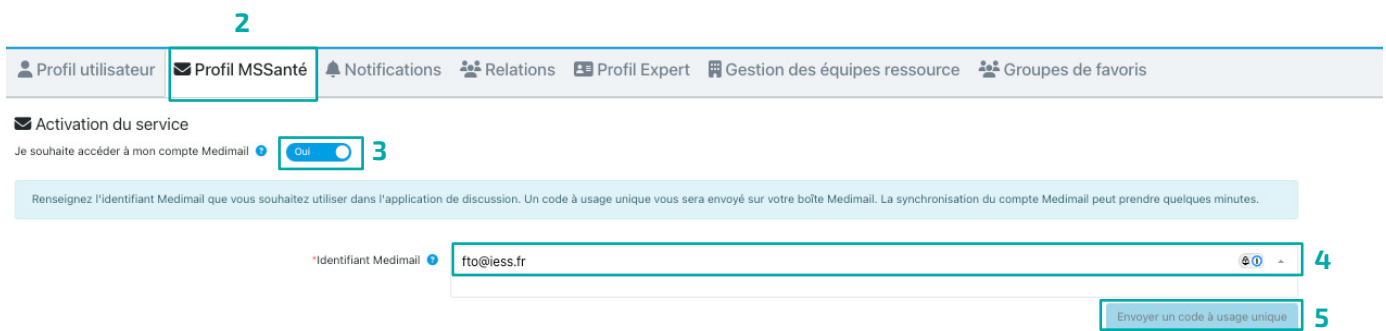 2
Profil utilisateur Profil MSSanté Notifications Relations Profil Expert Gestion des équipes ressource Groupes de favoris
Activation du service
Je souhaite accéder à mon compte Medimail ? Oui 3
Renseignez l'identifiant Medimail que vous souhaitez utiliser dans l'application de discussion. Un code à usage unique vous sera envoyé sur votre boîte Medimail. La synchronisation du compte Medimail peut prendre quelques minutes.
*Identifiant Medimail ? fto@iess.fr 4
Envoyer un code à usage unique 5